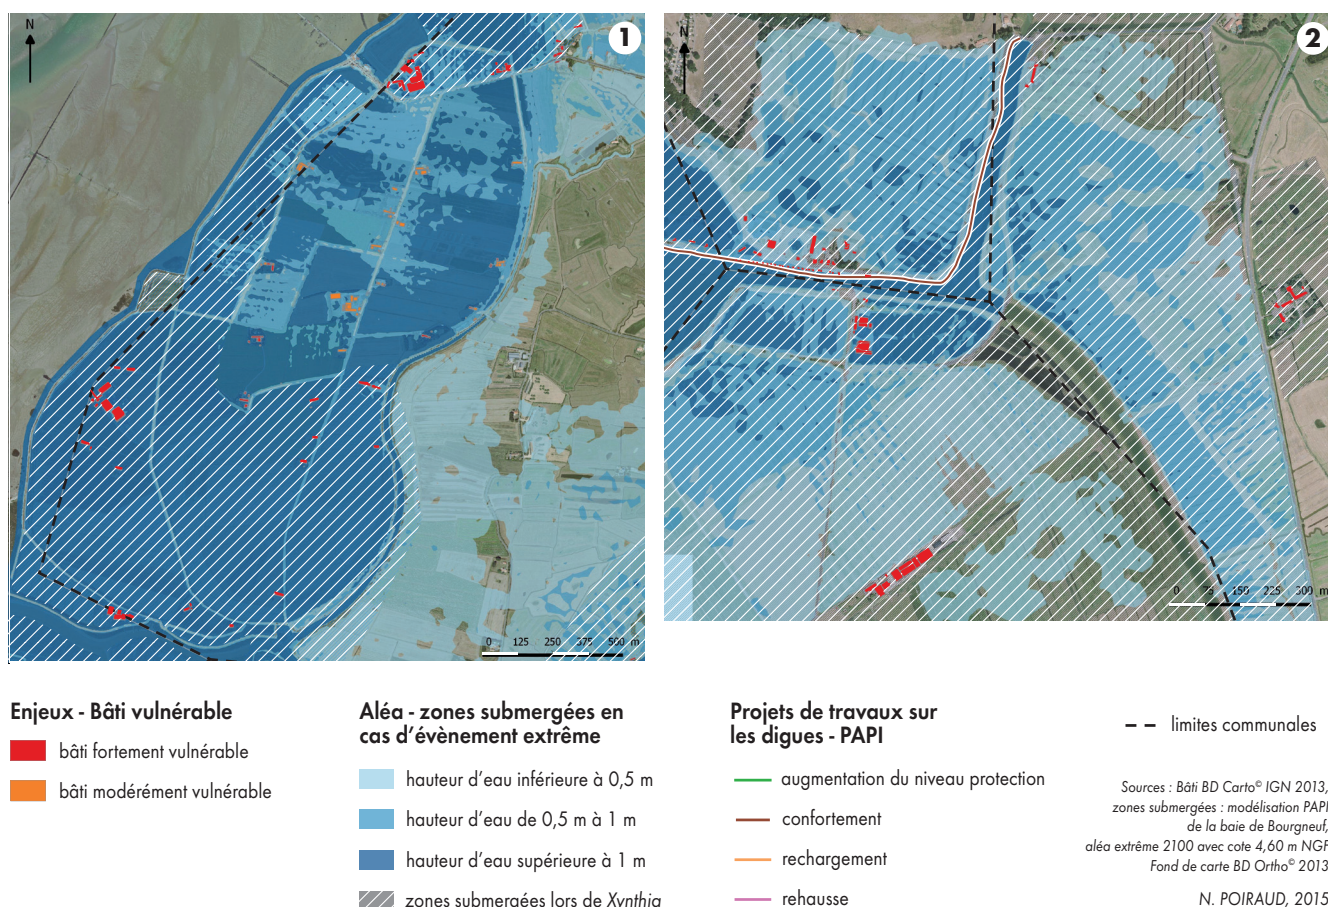 N
1
0 125 250 375 500 m
N
2
0 75 150 225 300 m
Enjeux - Bâti vulnérable
bâti fortement vulnérable
bâti modérément vulnérable
Aléa - zones submergées en
cas d'évènement extrême
hauteur d'eau inférieure à 0,5 m
hauteur d'eau de 0,5 m à 1 m
hauteur d'eau supérieure à 1 m
zones submergées lors de Xynthia
Projets de travaux sur
les digues - PAPI
augmentation du niveau protection
confortement
rechargement
rehausse
limites communales
Sources : Bâti BD Carto© IGN 2013,
zones submergées : modélisation PAPI
de la baie de Bourgneuf,
aléa extrême 2100 avec cote 4,60 m NGF
Fond de carte BD Ortho© 2013
N. POIRAUD, 2015